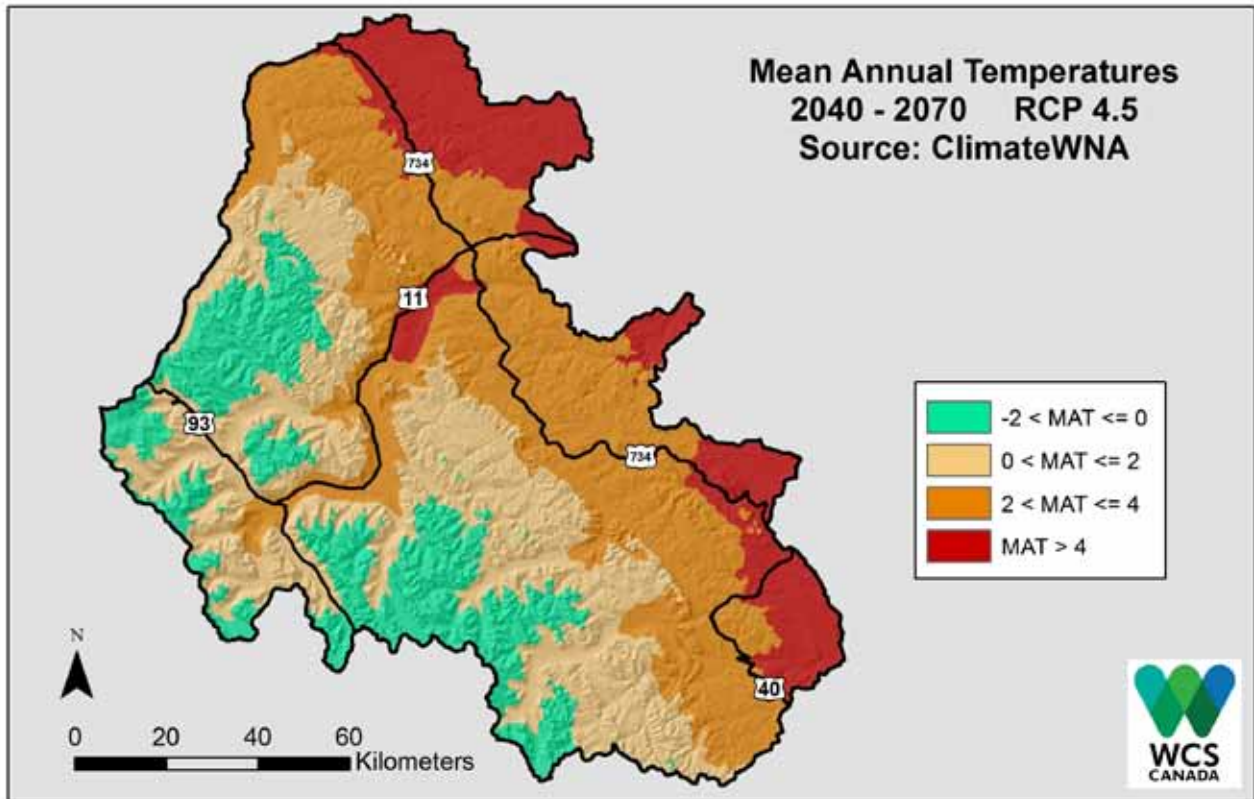 Mean Annual Temperatures
2040 - 2070 RCP 4.5
Source: ClimateWNA
734
11
93
734
40
-2 < MAT <= 0
0 < MAT <= 2
2 < MAT <= 4
MAT > 4
N
0 20 40 60
Kilometers
WCS
CANADA